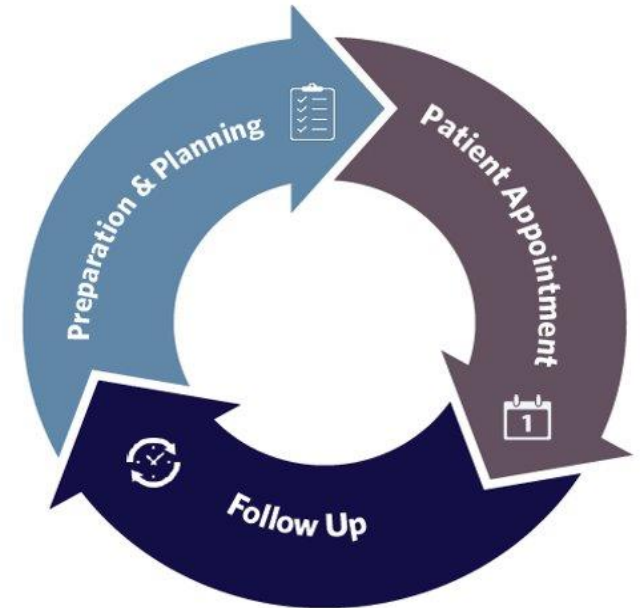 Preparation & Planning
Patient Appointment
1
Follow Up